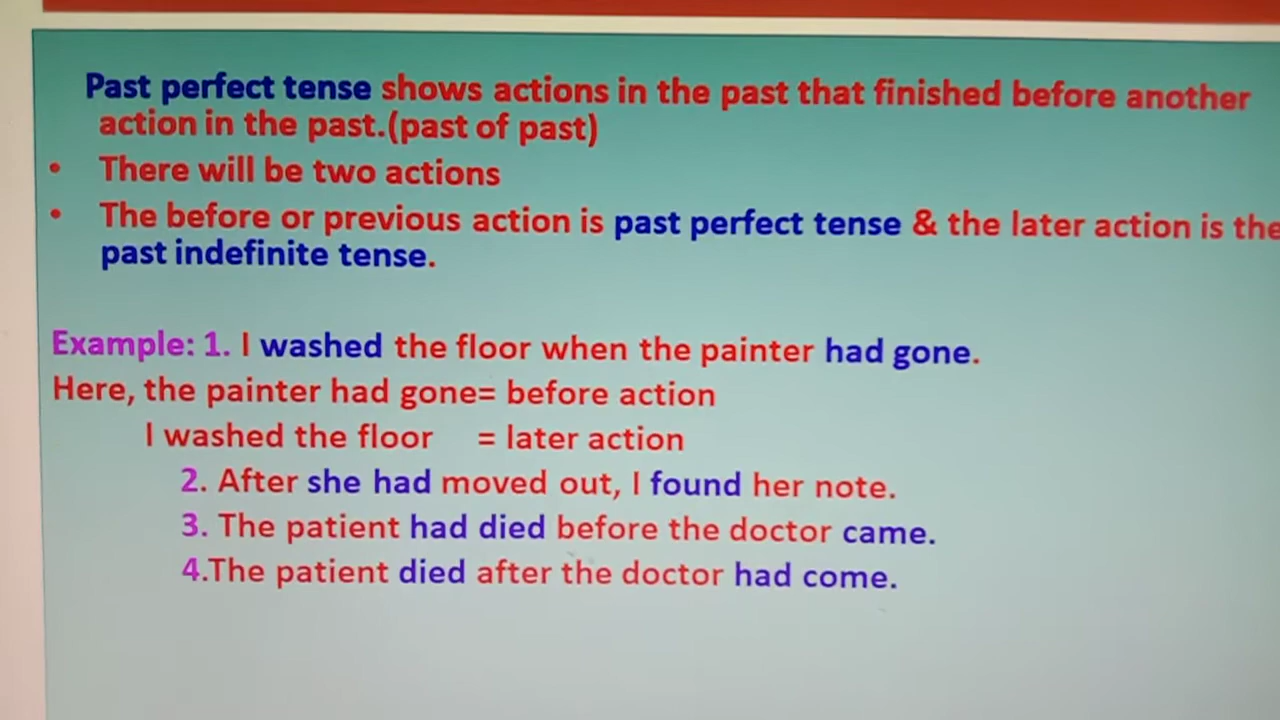 Past perfect tense shows actions in the past that finished before another
action in the past.(past of past)
• There will be two actions
• The before or previous action is past perfect tense & the later action is the
past indefinite tense.
Example: 1. I washed the floor when the painter had gone.
Here, the painter had gone= before action
I washed the floor = later action
2. After she had moved out, I found her note.
3. The patient had died before the doctor came.
4.The patient died after the doctor had come.